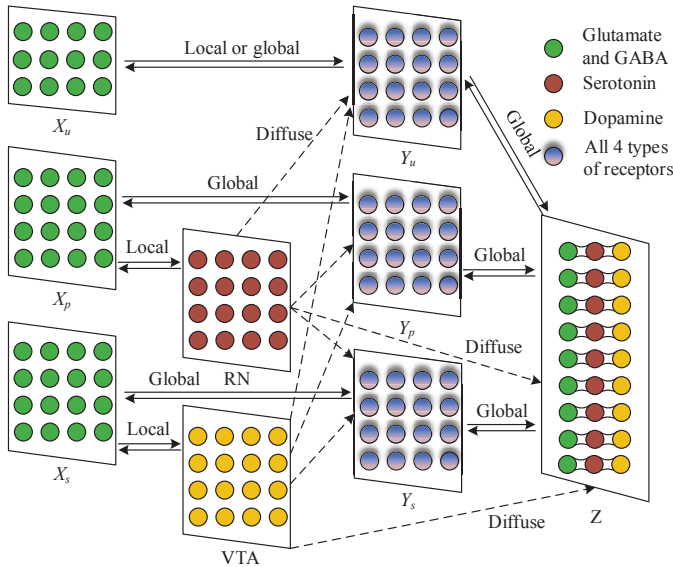 Local or global
X_u
Diffuse
Y_u
Global
Glutamate
and GABA
Serotonin
Dopamine
All 4 types
of receptors
Global
Local
X_p
RN
Y_p
Global
Diffuse
Global
Local
X_s
VTA
Y_s
Global
Diffuse
Z